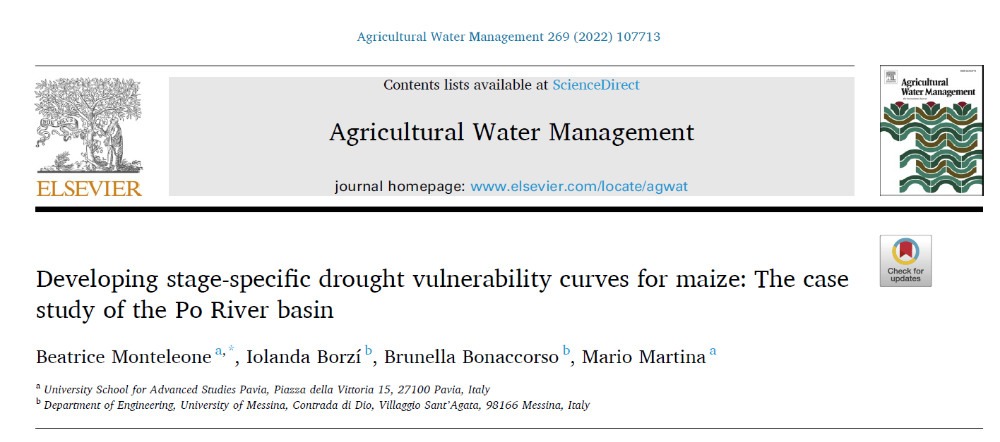 Agricultural Water Management 269 (2022) 107713
Contents lists available at ScienceDirect
Agricultural Water Management
journal homepage: www.elsevier.com/locate/agwat
NON SOLUS
ELSEVIER
Agricultural
Water Management
Check for
updates
Developing stage-specific drought vulnerability curves for maize: The case
study of the Po River basin
Beatrice Monteleone a,*, Iolanda Borzí b, Brunella Bonaccorso b, Mario Martina a
a University School for Advanced Studies Pavia, Piazza della Vittoria 15, 27100 Pavia, Italy
b Department of Engineering, University of Messina, Contrada di Dio, Villaggio Sant'Agata, 98166 Messina, Italy